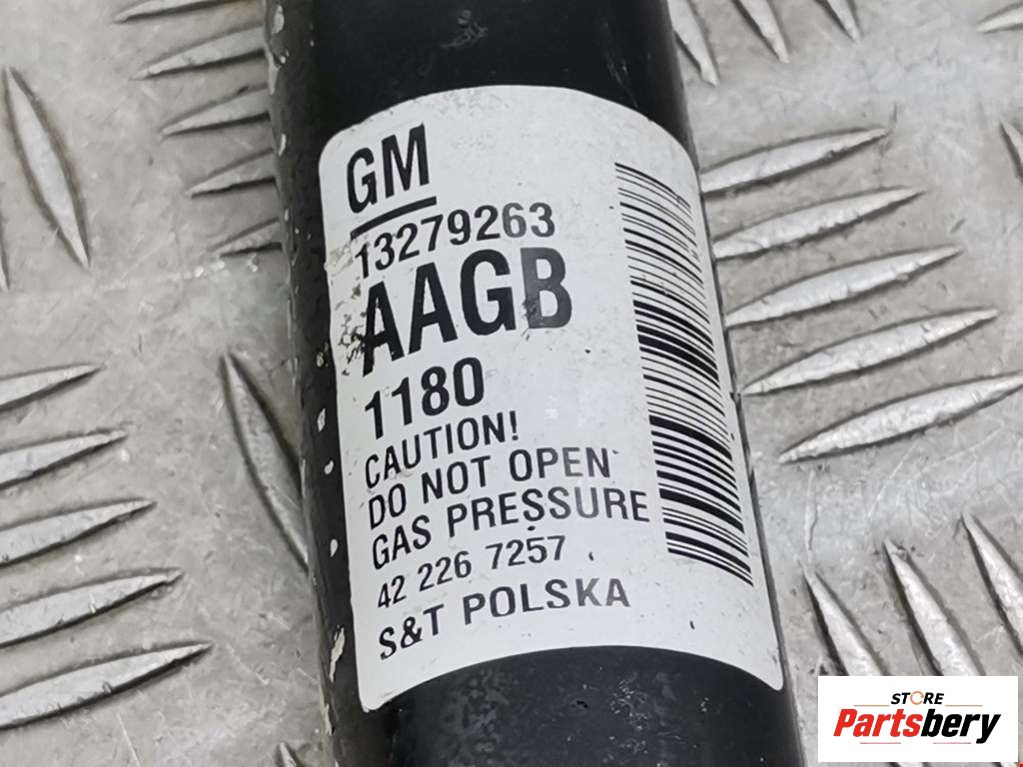 GM
13279263
AAGB
1180
CAUTION!
DO NOT OPEN
GAS PRESSURE
42 226 7257
S&T POLSKA
STORE
Partsbery